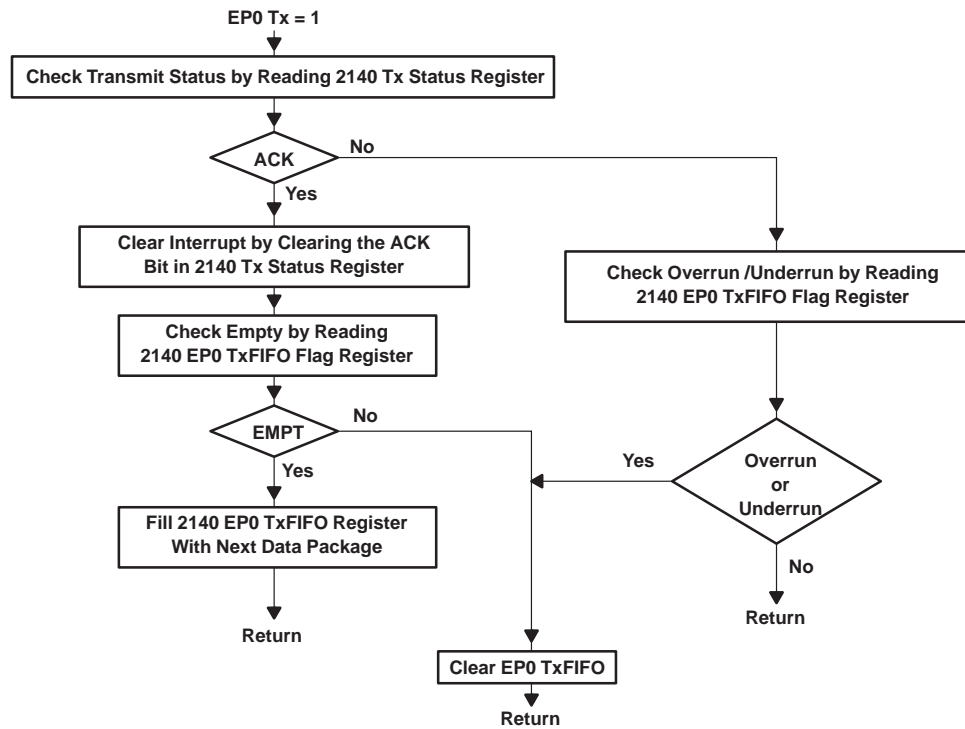 EP0 Tx = 1
Check Transmit Status by Reading 2140 Tx Status Register
ACK
No
Yes
Clear Interrupt by Clearing the ACK
Bit in 2140 Tx Status Register
Check Overrun /Underrun by Reading
2140 EP0 TxFIFO Flag Register
Check Empty by Reading
2140 EP0 TxFIFO Flag Register
EMPT
No
Yes
Yes
Overrun
or
Underrun
Fill 2140 EP0 TxFIFO Register
With Next Data Package
No
Return
Return
Clear EP0 TxFIFO
Return